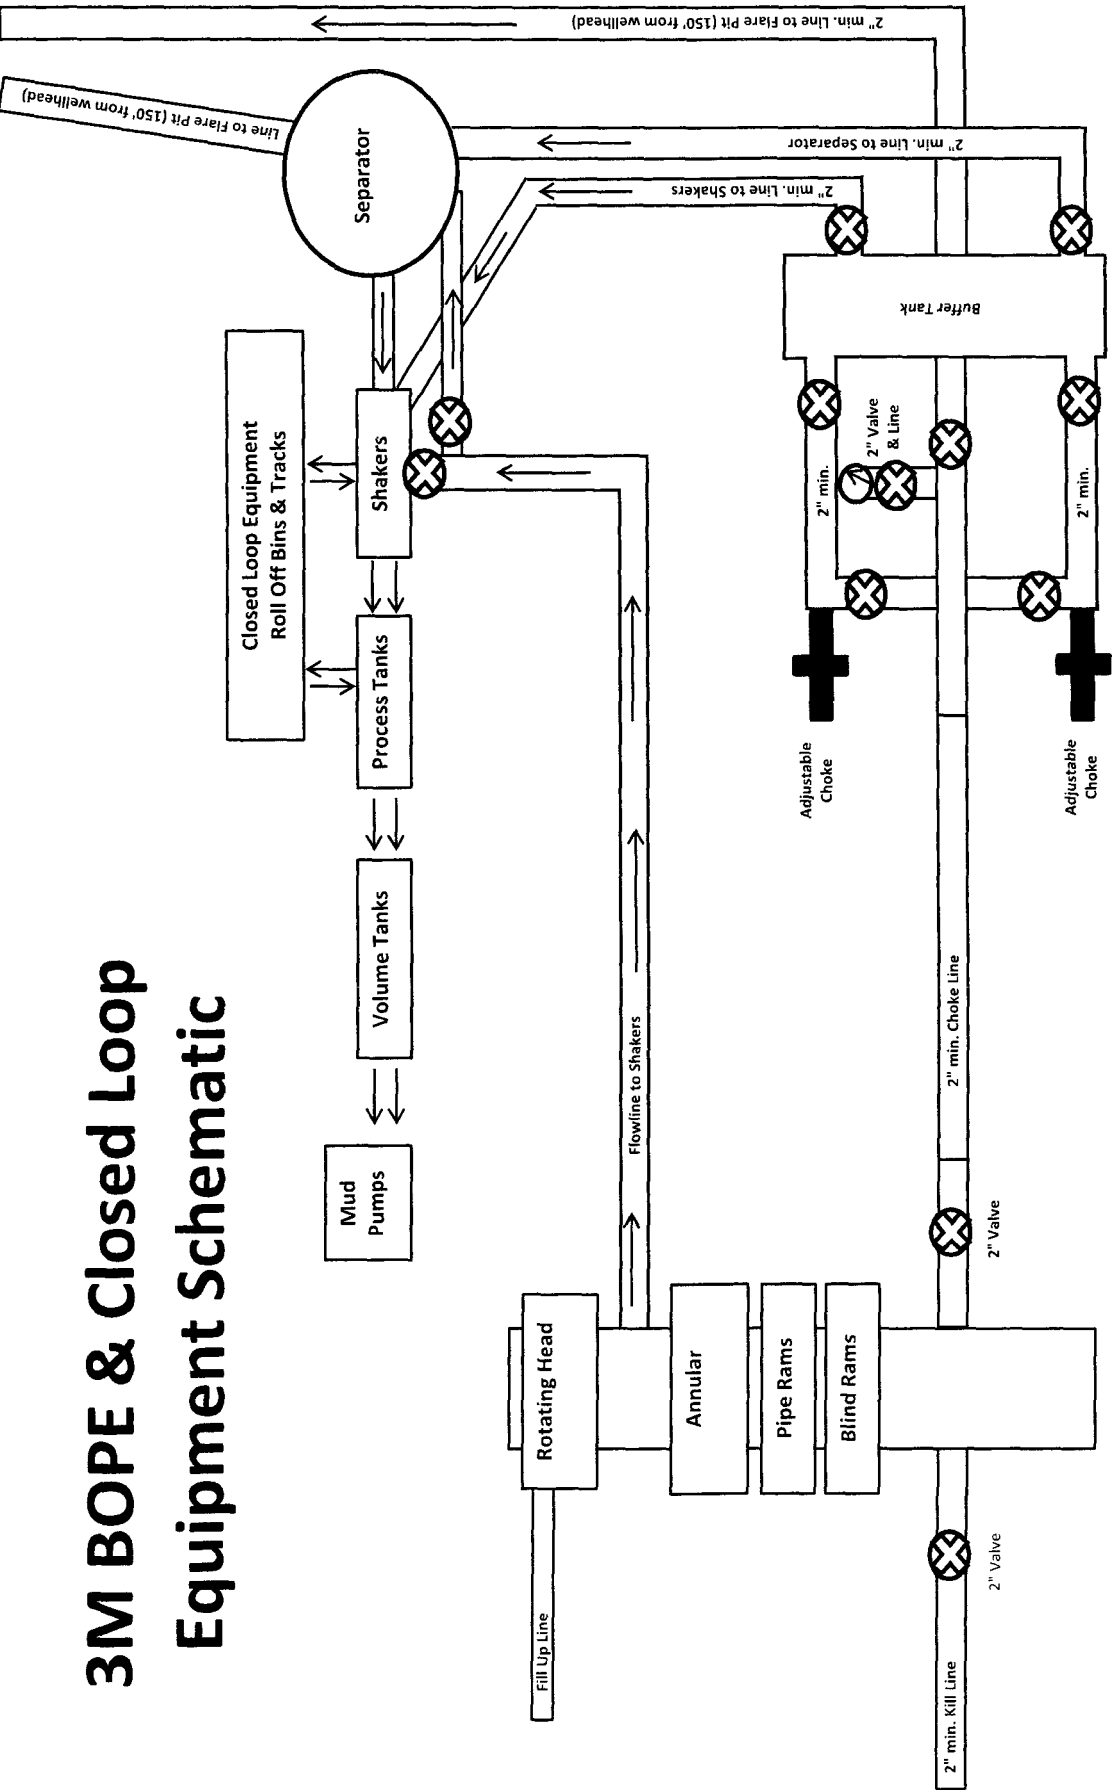 3M BOPE & Closed Loop
Equipment Schematic
Closed Loop Equipment
Roll Off Bins & Tracks
Mud
Pumps
Volume Tanks
Process Tanks
Shakers
Separator
Line to Flare Pit (150' from wellhead)
2" min. Line to Flare Pit (150' from wellhead)
2" min. Line to Separator
2" min. Line to Shakers
Fill Up Line
Rotating Head
Flowline to Shakers
Annular
Pipe Rams
Blind Rams
Adjustable
Choke
2" min.
2" Valve
& Line
Buffer Tank
2" min. Kill Line
2" Valve
2" Valve
2" min. Choke Line
Adjustable
Choke
2" min.